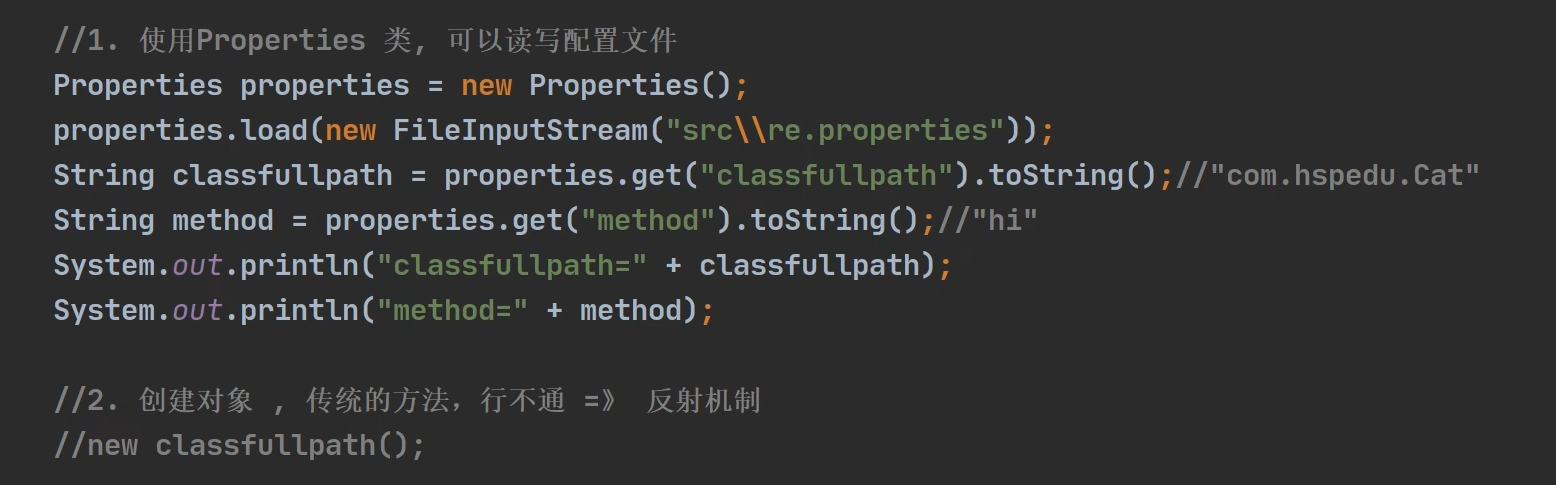 //1. 使用Properties 类, 可以读写配置文件
Properties properties = new Properties();
properties.load(new FileInputStream("src\\re.properties"));
String classfullpath = properties.get("classfullpath").toString();//"com.hspedu.Cat"
String method = properties.get("method").toString();//"hi"
System.out.println("classfullpath=" + classfullpath);
System.out.println("method=" + method);
//2. 创建对象 , 传统的方法，行不通 =》 反射机制
//new classfullpath();